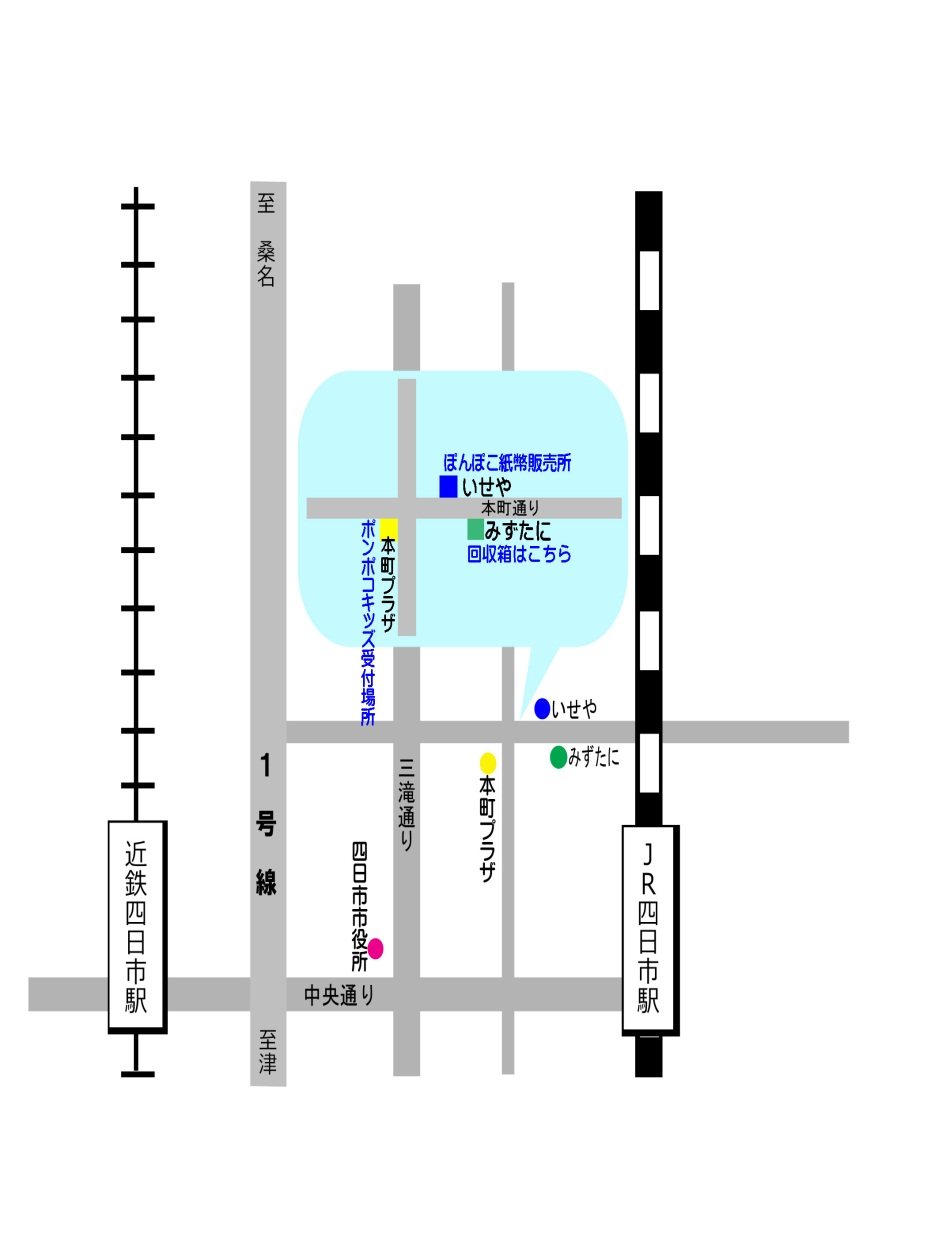 至 桑名
ぽんぽこ紙幣販売所
いせや
本町通り
みずたに
回収箱はこちら
本町プラザ
ポンポコキッズ受付場所
いせや
みずたに
1号線
三滝通り
本町プラザ
四日市市役所
近鉄四日市駅
JR四日市駅
中央通り
至津